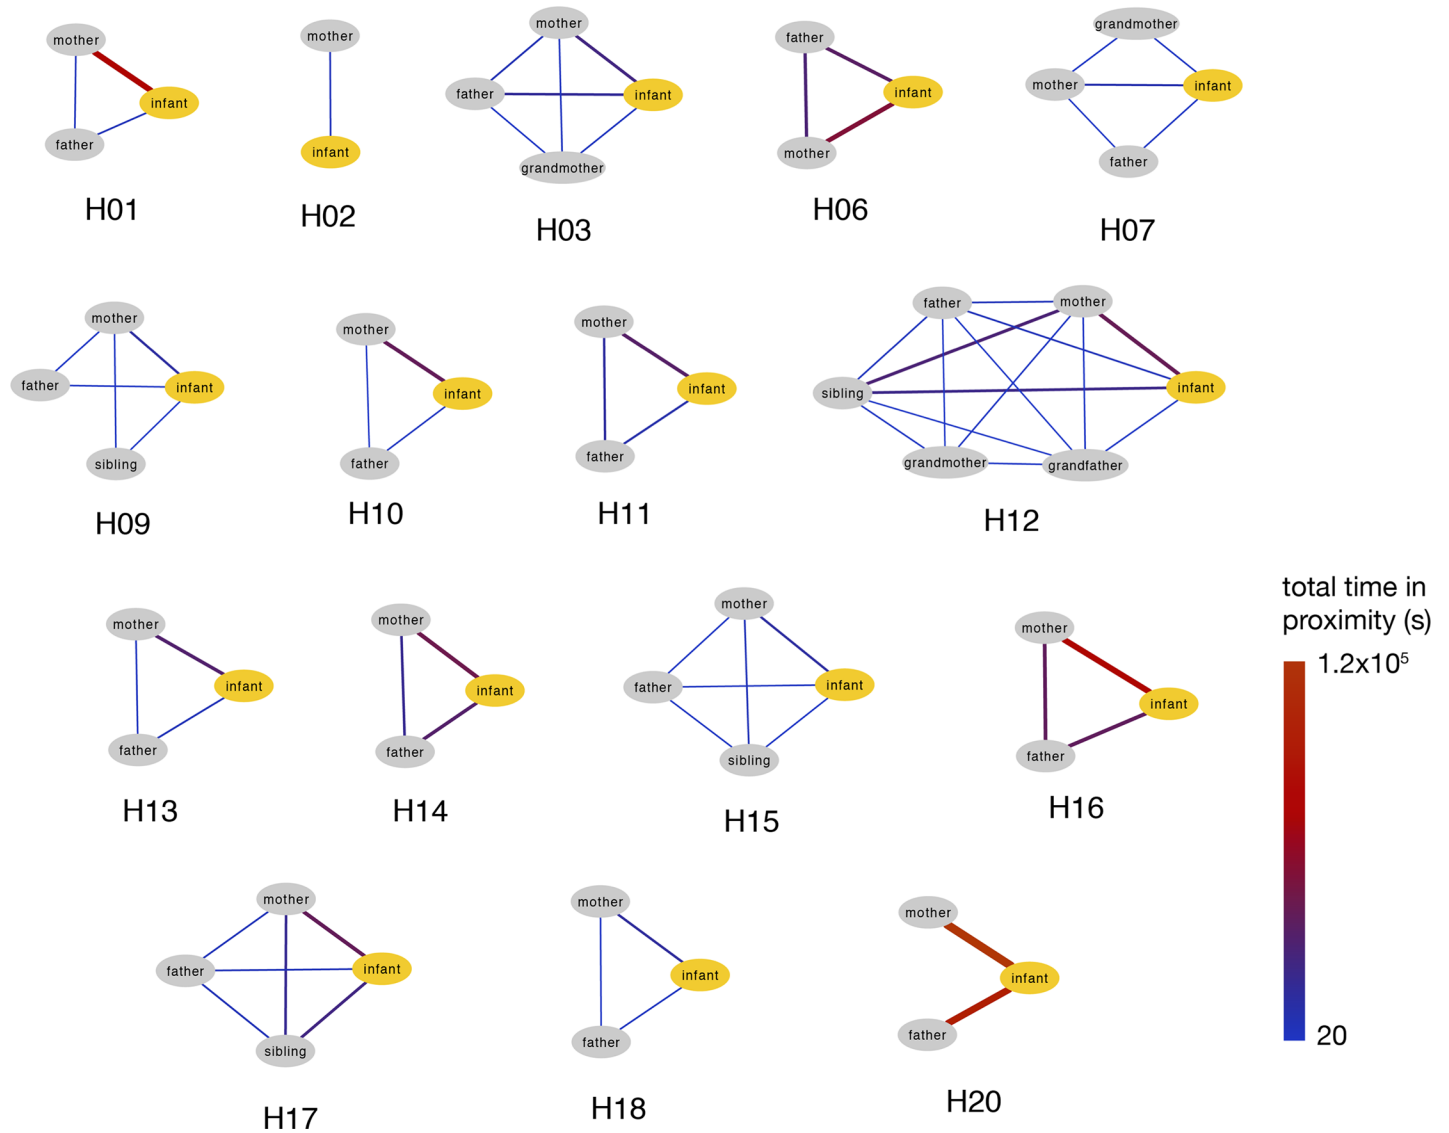 mother
infant
father
H01
mother
infant
H02
mother
father
infant
grandmother
H03
father
infant
mother
H06
grandmother
mother
infant
father
H07
mother
father
infant
sibling
H09
mother
infant
father
H10
mother
infant
father
H11
father
mother
sibling
infant
grandmother
grandfather
H12
mother
infant
father
H13
mother
infant
father
H14
mother
father
infant
sibling
H15
mother
infant
father
H16
total time in
proximity (s)
1.2x10⁵
20
mother
father
infant
sibling
H17
mother
infant
father
H18
mother
infant
father
H20